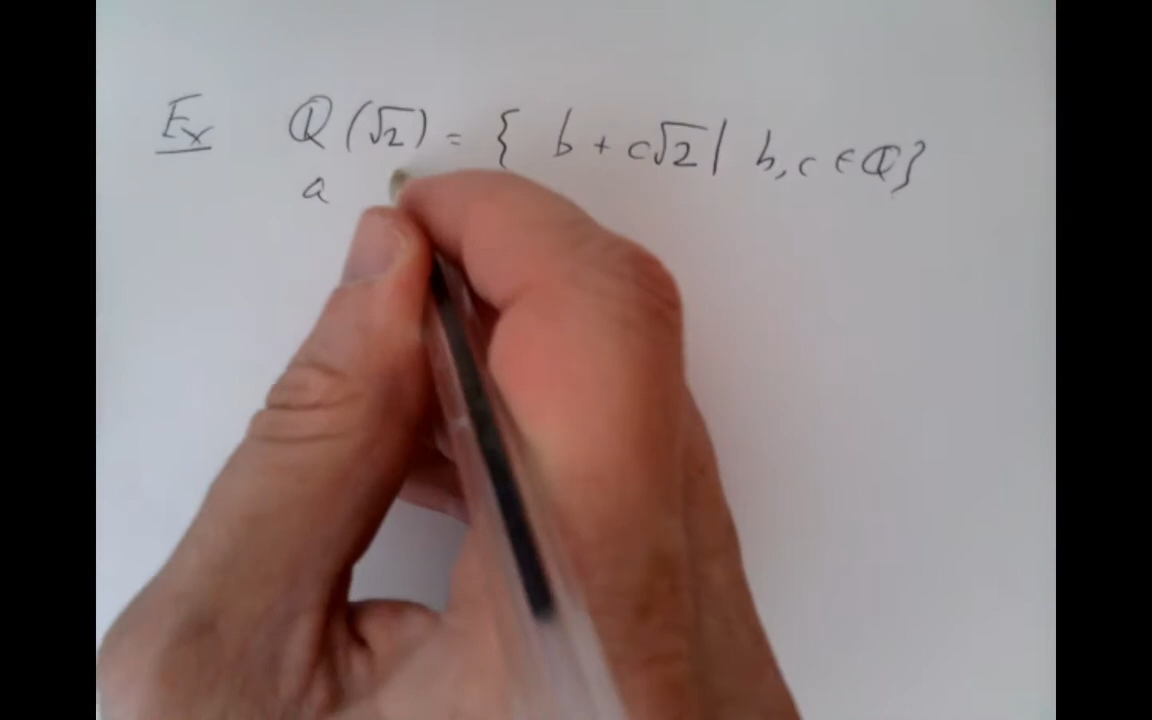 Ex ℚ(√2) = { b + c√2 | b, c ∈ ℚ}
a